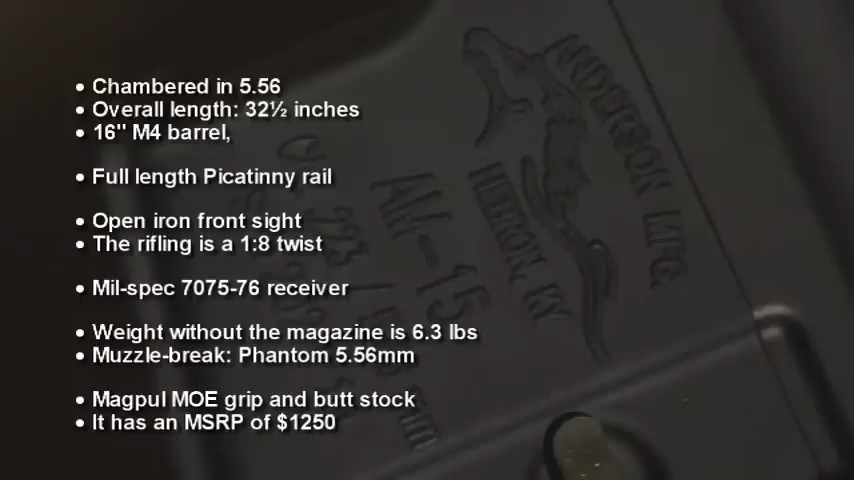 • Chambered in 5.56
• Overall length: 32½ inches
• 16" M4 barrel,
• Full length Picatinny rail
• Open iron front sight
• The rifling is a 1:8 twist
• Mil-spec 7075-76 receiver
• Weight without the magazine is 6.3 lbs
• Muzzle-break: Phantom 5.56mm
• Magpul MOE grip and butt stock
• It has an MSRP of $1250
ANDERSON MFG.
HEBRON, KY